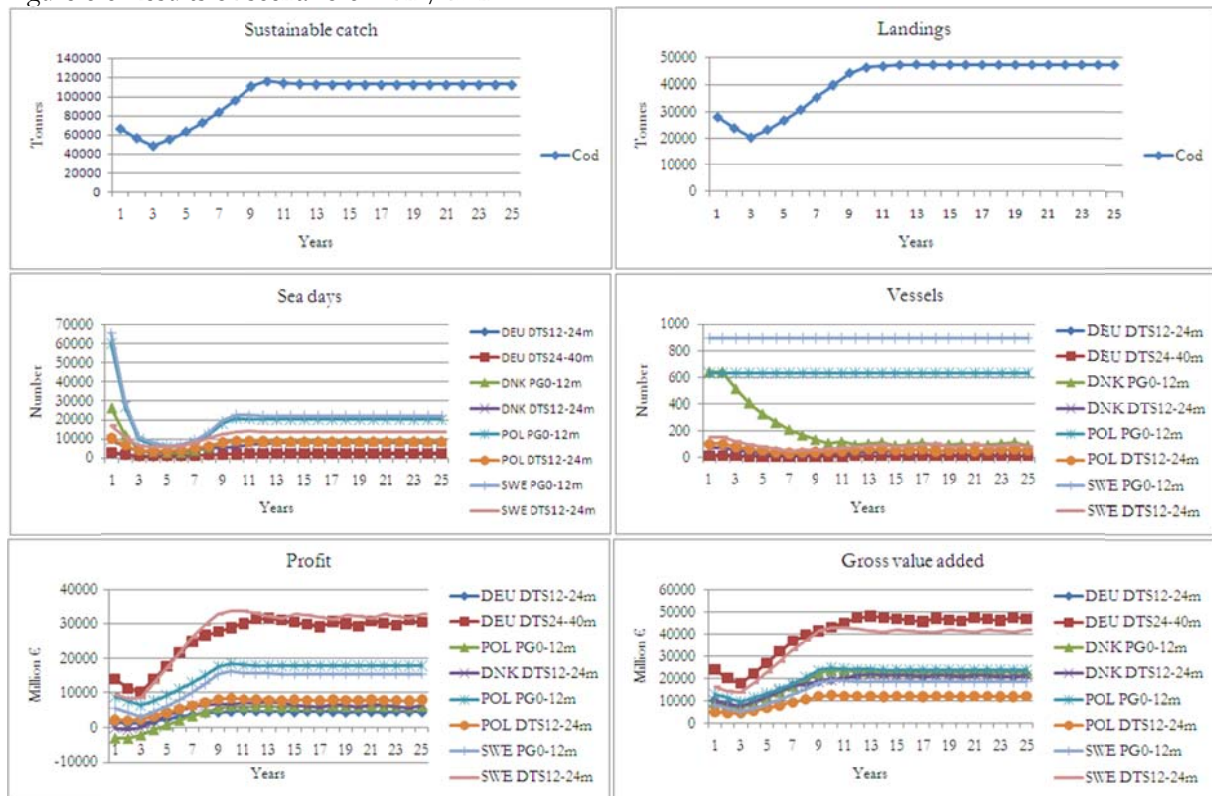 Sustainable catch
140000
120000
100000
80000
60000
40000
20000
0
Tonnes
1 3 5 7 9 11 13 15 17 19 21 23 25
Years
Cod
Landings
50000
40000
30000
20000
10000
0
Tonnes
1 3 5 7 9 11 13 15 17 19 21 23 25
Years
Cod
Sea days
70000
60000
50000
40000
30000
20000
10000
0
Number
1 3 5 7 9 11 13 15 17 19 21 23 25
Years
DEU DTS12-24m
DEU DTS24-40m
DNK PG0-12m
DNK DTS12-24m
POL PG0-12m
POL DTS12-24m
SWE PG0-12m
SWE DTS12-24m
Vessels
1000
800
600
400
200
0
Number
1 3 5 7 9 11 13 15 17 19 21 23 25
Years
DEU DTS12-24m
DEU DTS24-40m
DNK PG0-12m
DNK DTS12-24m
POL PG0-12m
POL DTS12-24m
SWE PG0-12m
SWE DTS12-24m
Profit
40000
30000
20000
10000
0
-10000
Million €
1 3 5 7 9 11 13 15 17 19 21 23 25
Years
DEU DTS12-24m
DEU DTS24-40m
POL PG0-12m
DNK DTS12-24m
POL PG0-12m
POL DTS12-24m
SWE PG0-12m
SWE DTS12-24m
Gross value added
60000
50000
40000
30000
20000
10000
0
Million €
1 3 5 7 9 11 13 15 17 19 21 23 25
Years
DEU DTS12-24m
DEU DTS24-40m
DNK PG0-12m
DNK DTS12-24m
POL PG0-12m
POL DTS12-24m
SWE PG0-12m
SWE DTS12-24m